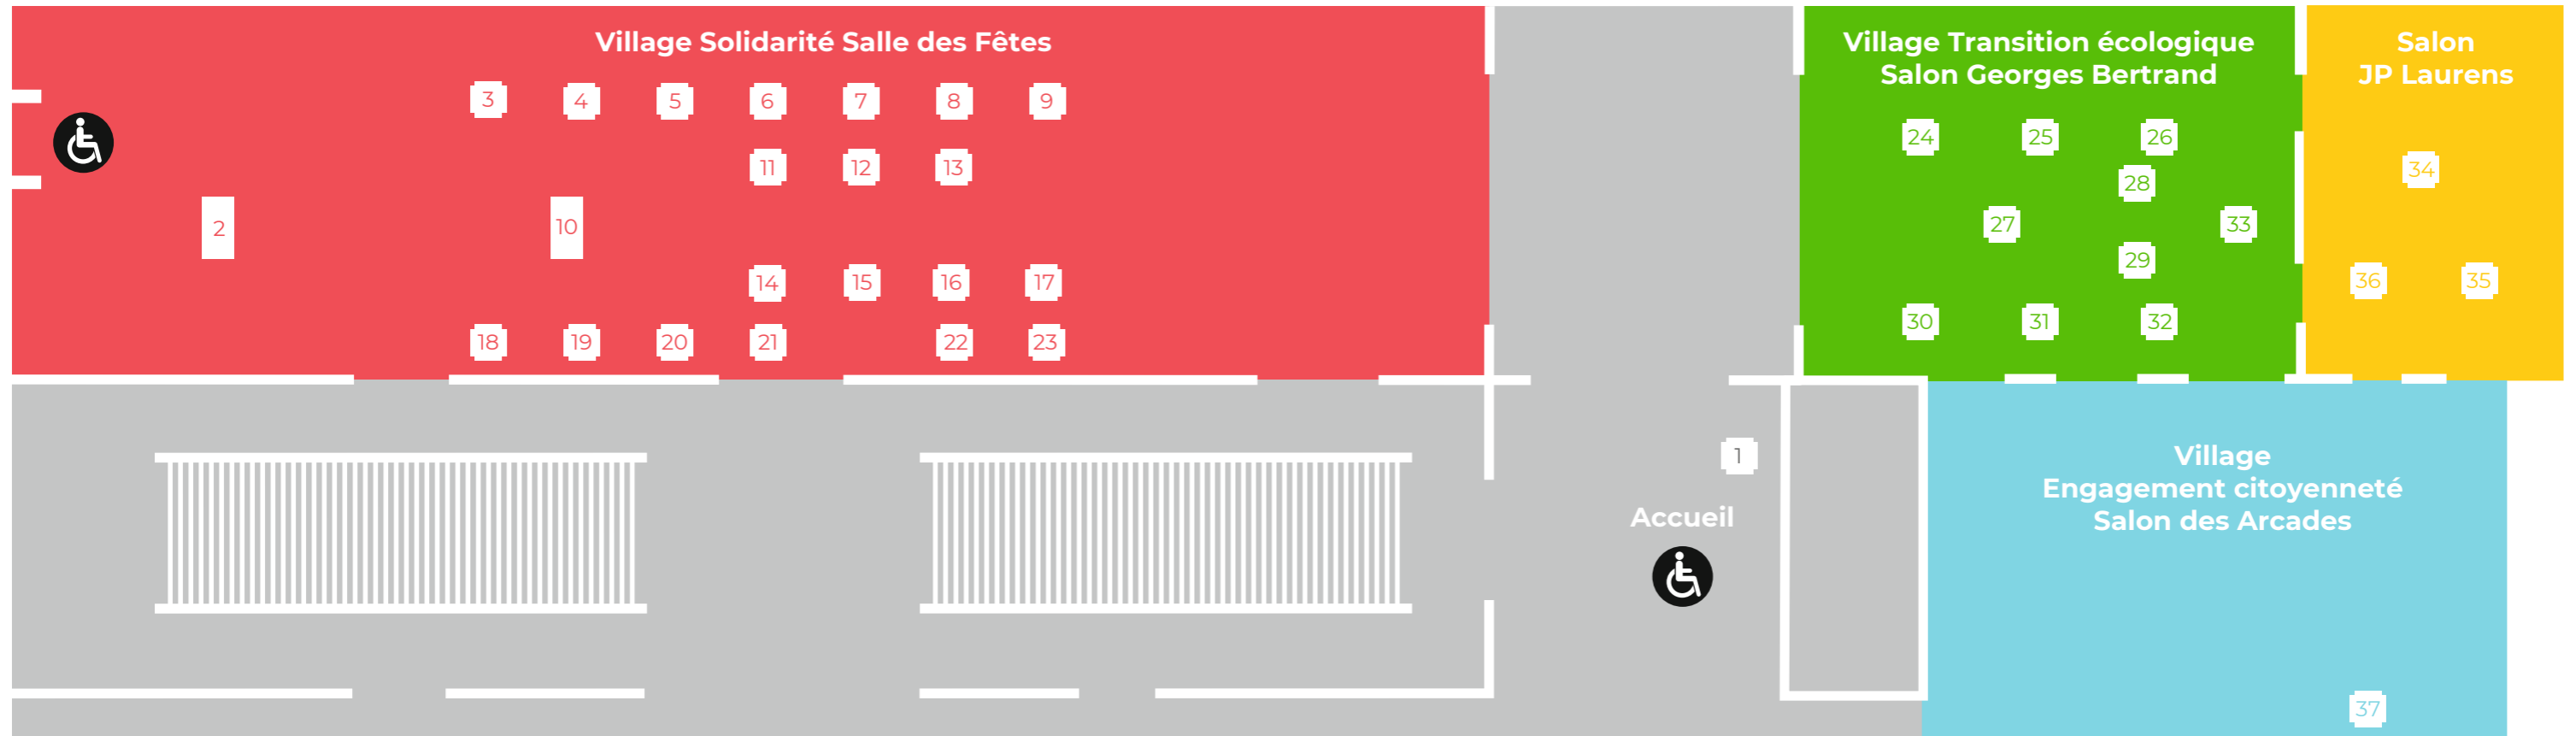 Village Solidarité Salle des Fêtes
3 4 5 6 7 8 9
11 12 13
2 10
14 15 16 17
18 19 20 21 22 23
Village Transition écologique
Salon Georges Bertrand
24 25 26
28
27 33
29
30 31 32
Salon
JP Laurens
34
36 35
1
Accueil
Village
Engagement citoyenneté
Salon des Arcades
37